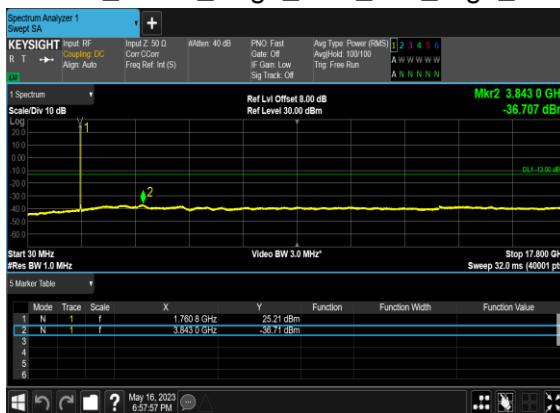 Spectrum Analyzer 1
Swept SA
+
KEYSIGHT Input: RF Input Z: 50 Ω #Atten: 40 dB PNO: Fast Avg Type: Power (RMS) 1 2 3 4 5 6
R T Coupling: DC Corr CCorr Gate: Off Avg|Hold: 100/100 A W W W W W
Align: Auto Freq Ref: Int (S) IF Gain: Low Trig: Free Run
Sig Track: Off A N N N N N
1 Spectrum Ref Lvl Offset 8.00 dB Mkr2 3.843 0 GH
Scale/Div 10 dB Ref Level 30.00 dBm -36.707 dBr
Log
20.0
10.0
0.00
-10.0
-20.0
-30.0
-40.0
-50.0
-60.0
1
2
DL1 -13.00 dB
Start 30 MHz Video BW 3.0 MHz* Stop 17.800 GH
#Res BW 1.0 MHz Sweep 32.0 ms (40001 pt
5 Marker Table
Mode Trace Scale X Y Function Function Width Function Value
1 N 1 f 1.760 8 GHz 25.21 dBm
2 N 1 f 3.843 0 GHz -36.71 dBm
3
4
5
6
? May 16, 2023
6:57:57 PM